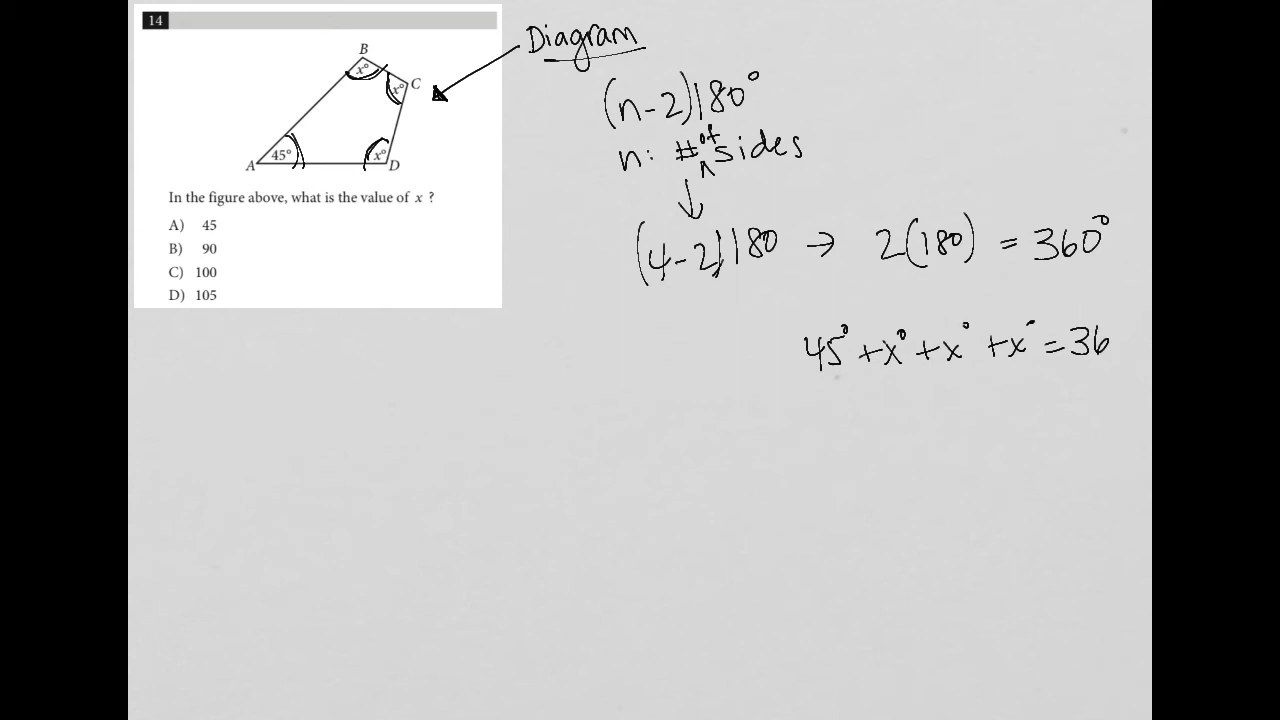 14
B
x°
x° C
45°
x°
A
D
In the figure above, what is the value of x ?
A) 45
B) 90
C) 100
D) 105
Diagram
(n-2)180°
n: # of sides
(4-2)180 → 2(180) = 360°
45° + x° + x° + x° = 36